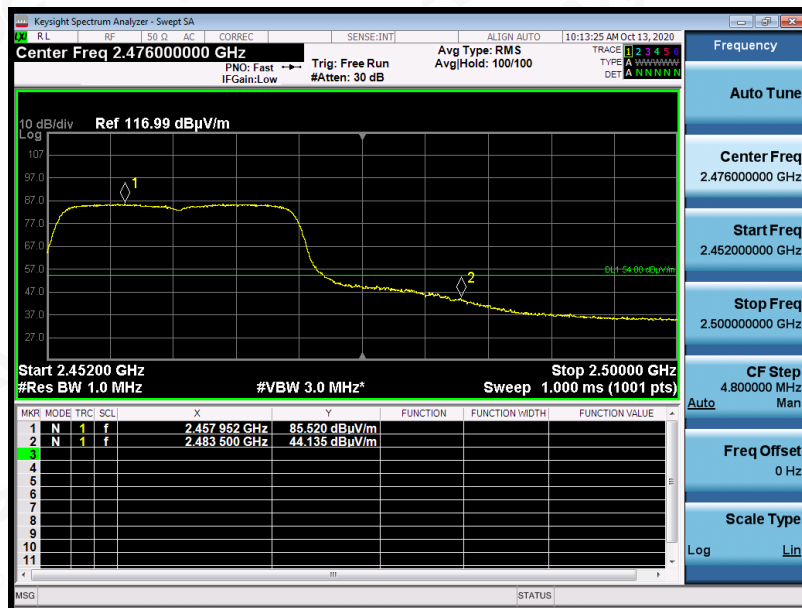 Keysight Spectrum Analyzer - Swept SA
LXI RL RF 50 Ω AC CORREC SENSE:INT ALIGN AUTO 10:13:25 AM Oct 13, 2020
Center Freq 2.476000000 GHz
PNO: Fast
IFGain:Low
Trig: Free Run
#Atten: 30 dB
Avg Type: RMS
Avg|Hold: 100/100
TRACE 1 2 3 4 5 6
TYPE A WWWWW
DET A N N N N N
10 dB/div Ref 116.99 dBµV/m
Log
107
97.0
87.0
77.0
67.0
57.0
47.0
37.0
27.0
1
2
DL1 54.00 dBµV/m
Start 2.45200 GHz Stop 2.50000 GHz
#Res BW 1.0 MHz #VBW 3.0 MHz* Sweep 1.000 ms (1001 pts)
MKR MODE TRC SCL X Y FUNCTION FUNCTION WIDTH FUNCTION VALUE
1 N 1 f 2.457 952 GHz 85.520 dBµV/m
2 N 1 f 2.483 500 GHz 44.135 dBµV/m
3
4
5
6
7
8
9
10
11
MSG STATUS
Frequency
Auto Tune
Center Freq
2.476000000 GHz
Start Freq
2.452000000 GHz
Stop Freq
2.500000000 GHz
CF Step
4.800000 MHz
Auto Man
Freq Offset
0 Hz
Scale Type
Log Lin